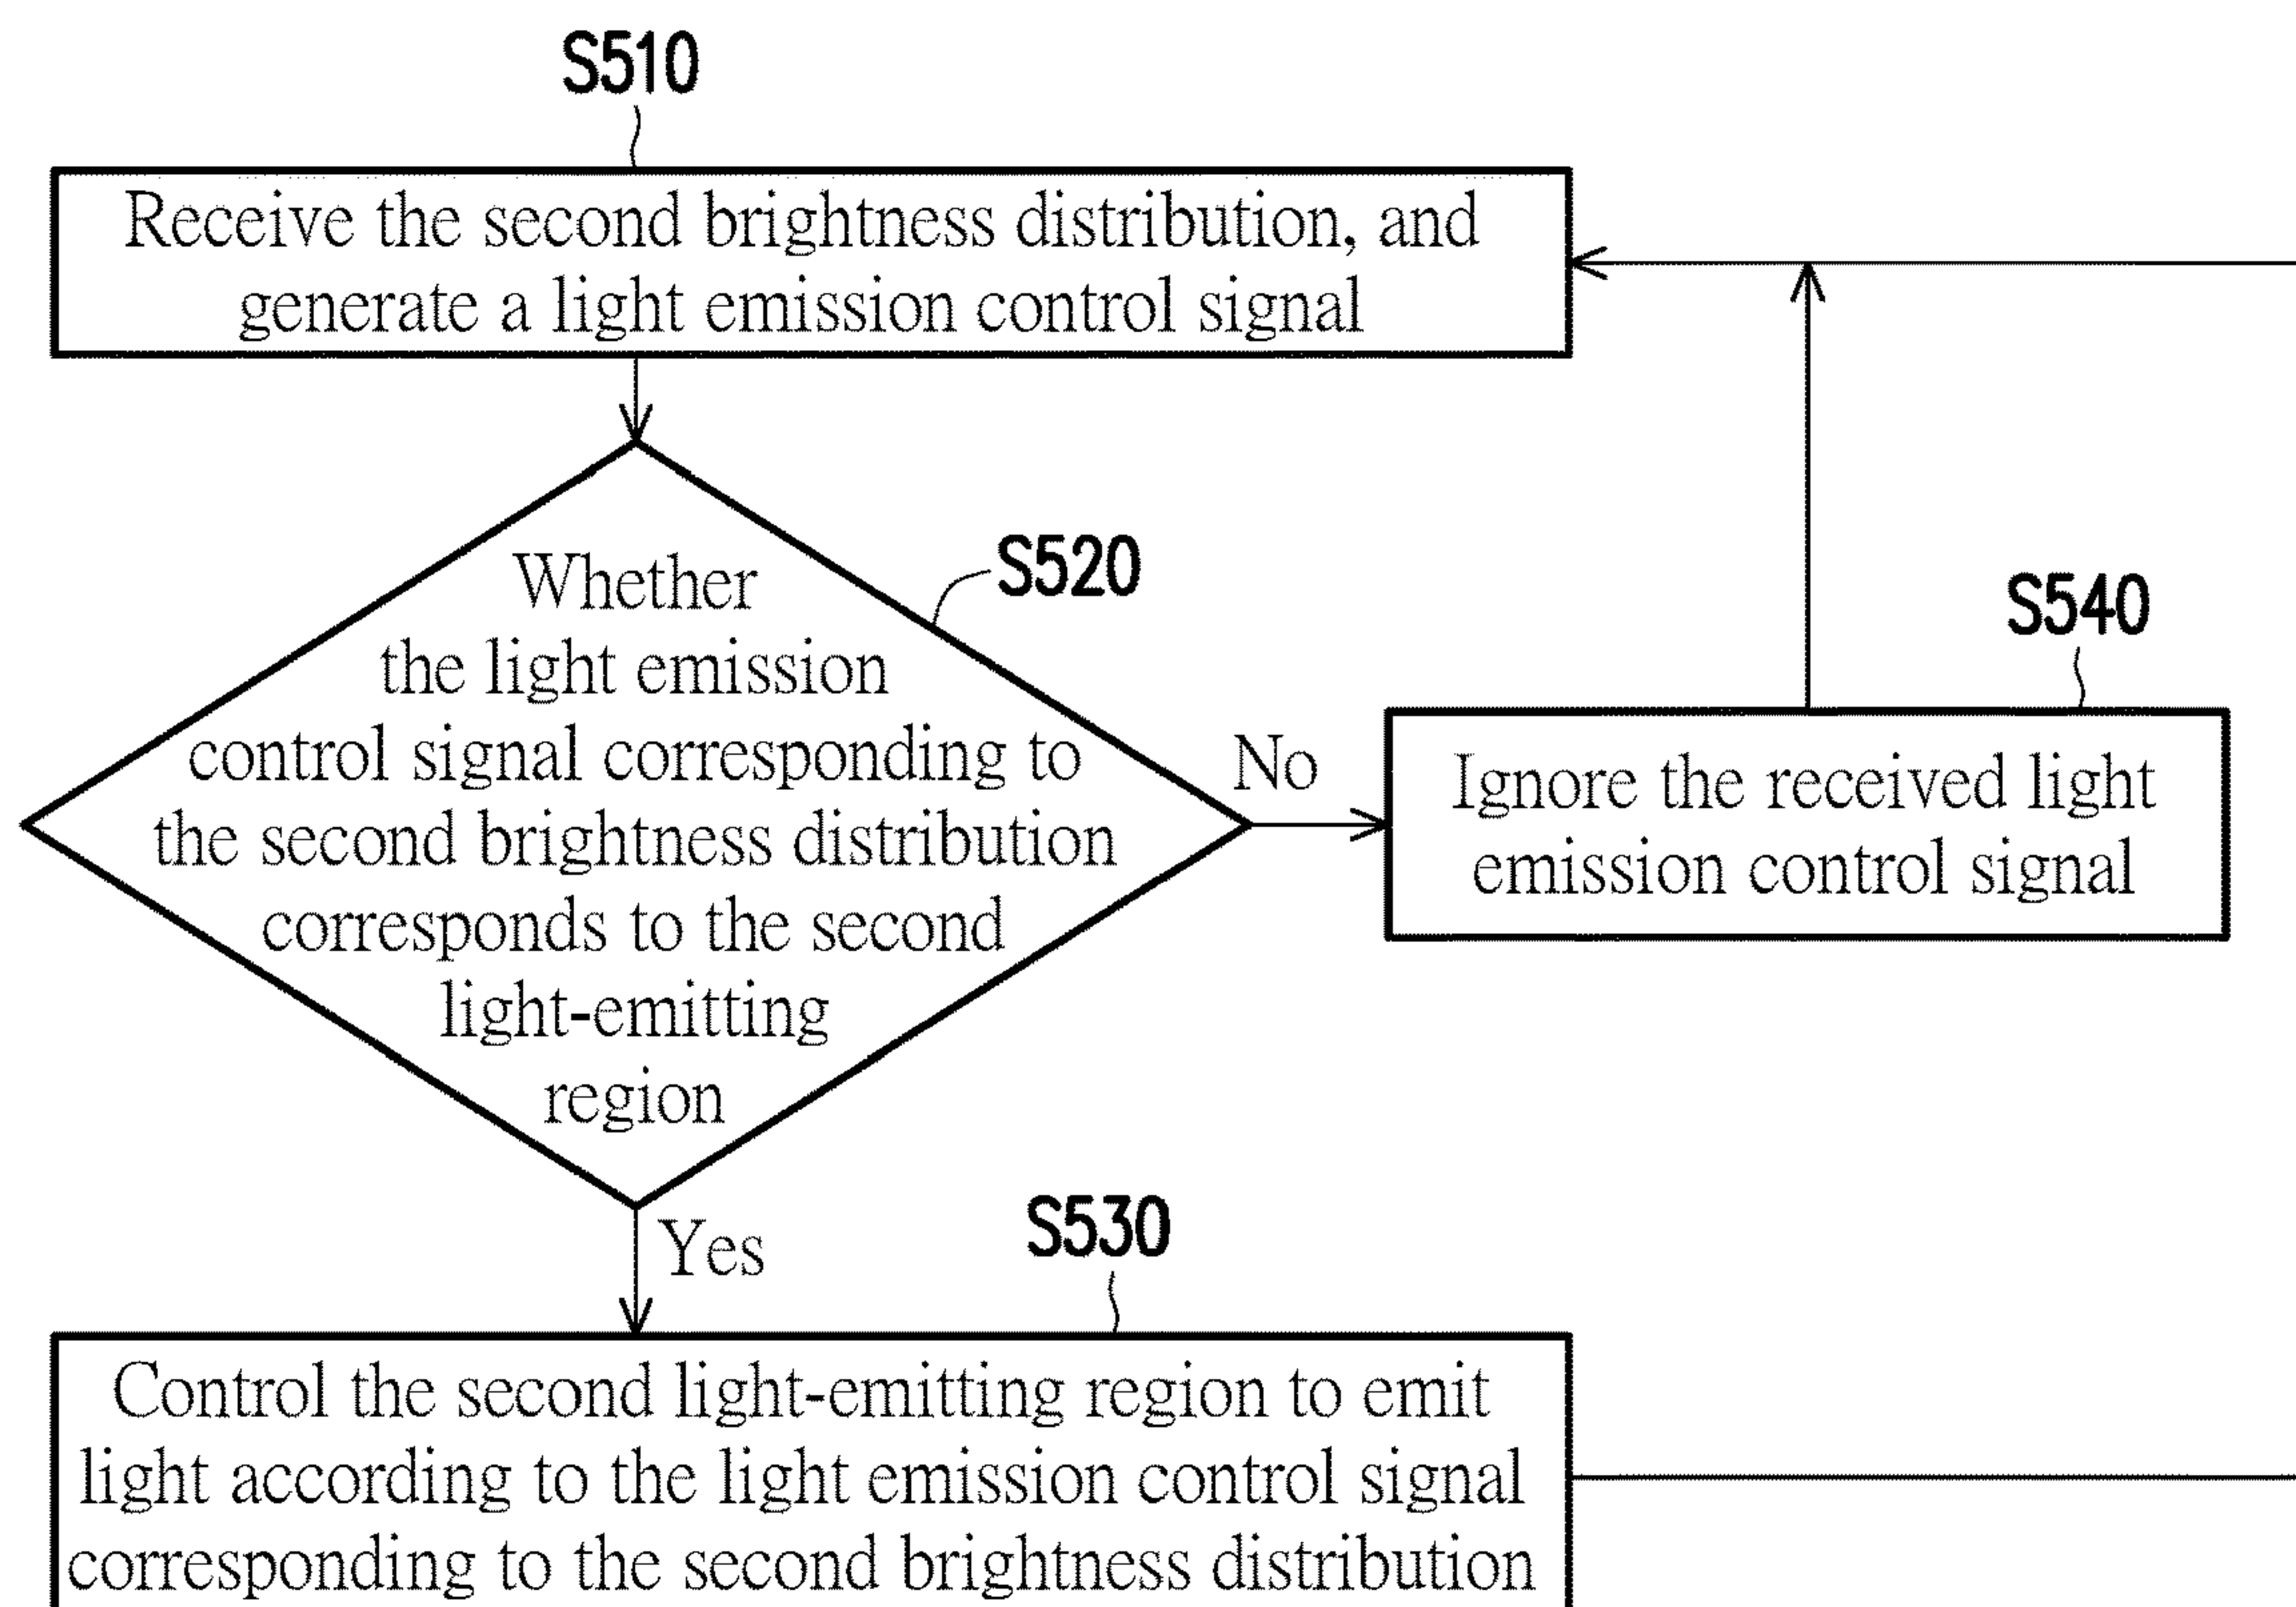 S510
Receive the second brightness distribution, and
generate a light emission control signal
Whether
the light emission
control signal corresponding to
the second brightness distribution
corresponds to the second
light-emitting
region
S520
No
S540
Ignore the received light
emission control signal
Yes
S530
Control the second light-emitting region to emit
light according to the light emission control signal
corresponding to the second brightness distribution